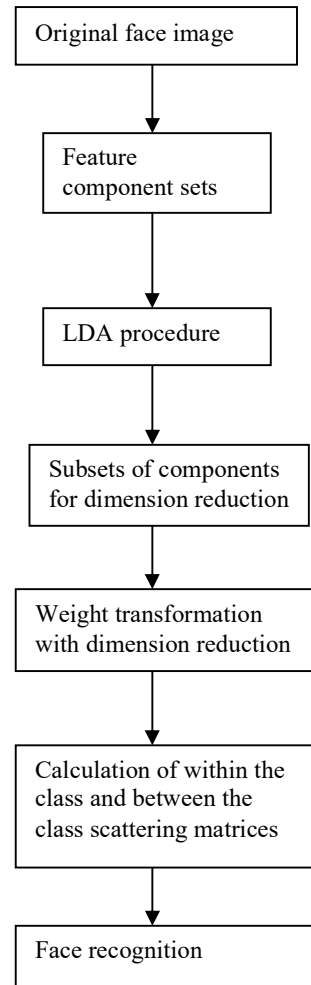 Original face image
Feature
component sets
LDA procedure
Subsets of components
for dimension reduction
Weight transformation
with dimension reduction
Calculation of within the
class and between the
class scattering matrices
Face recognition